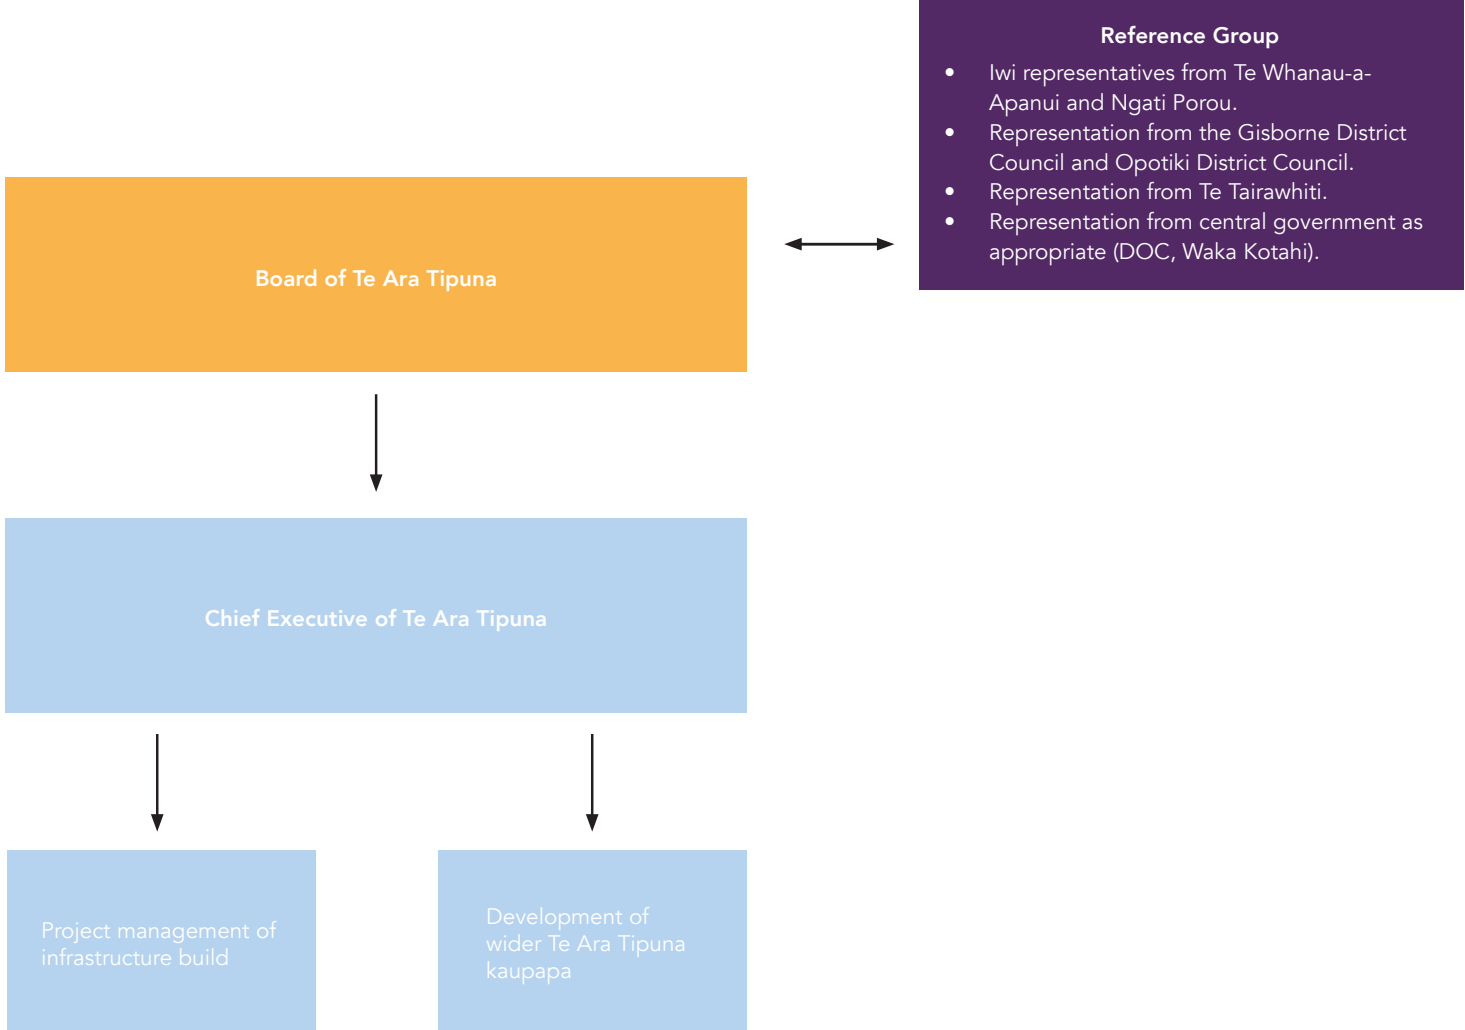 Reference Group
• Iwi representatives from Te Whanau-a-
Apanui and Ngati Porou.
• Representation from the Gisborne District
Council and Opotiki District Council.
• Representation from Te Tairawhiti.
• Representation from central government as
appropriate (DOC, Waka Kotahi).
Board of Te Ara Tipuna
Chief Executive of Te Ara Tipuna
Project management of
infrastructure build
Development of
wider Te Ara Tipuna
kaupapa